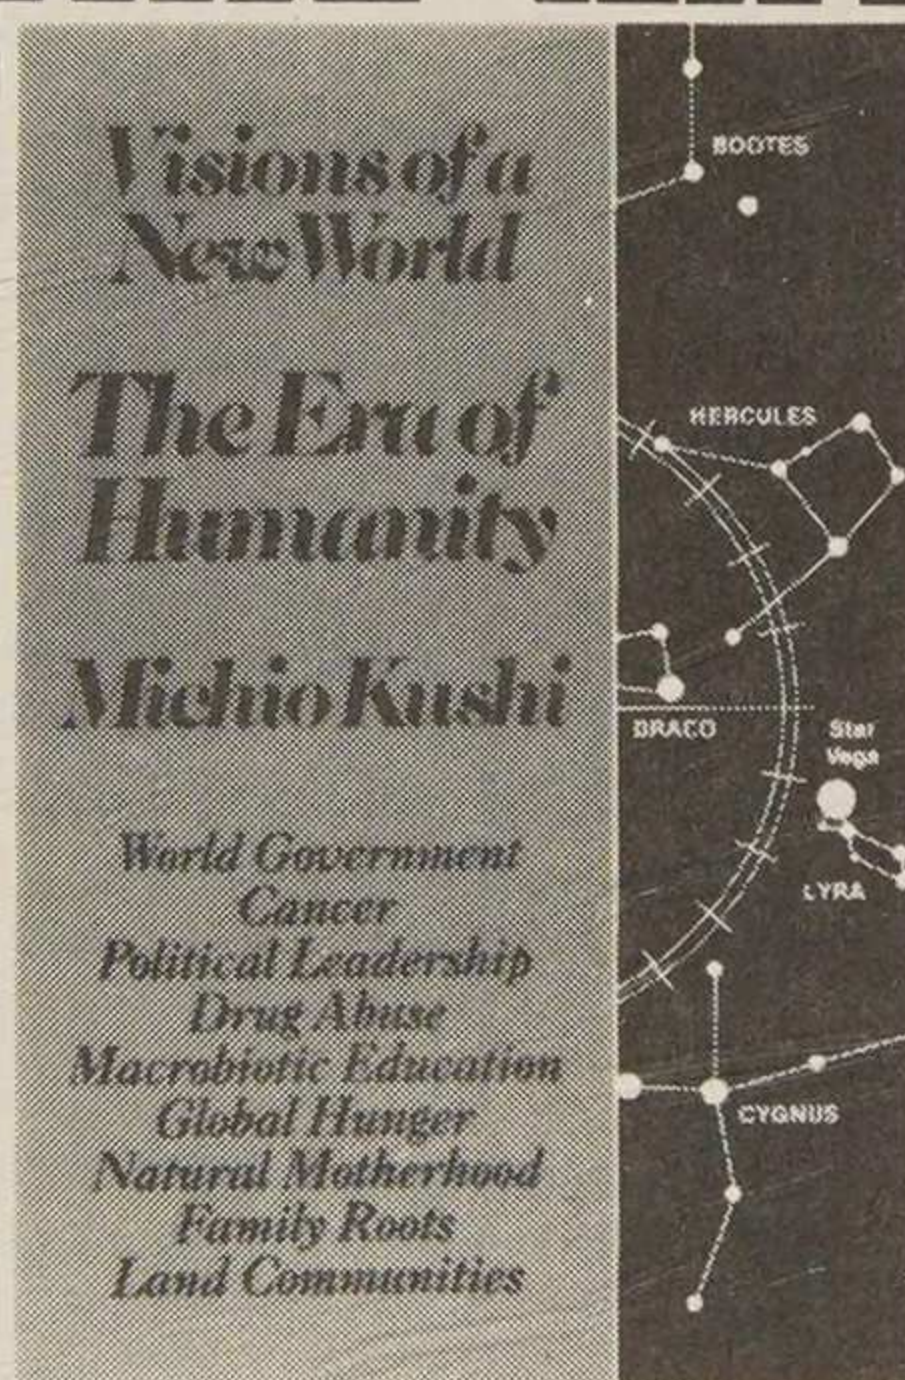 Visions of a
New World
The Era of
Humanity
Michio Kushi
World Government
Cancer
Political Leadership
Drug Abuse
Macrobiotic Education
Global Hunger
Natural Motherhood
Family Roots
Land Communities
BOOTES
HERCULES
DRACO
Star
Vega
LYRA
CYGNUS